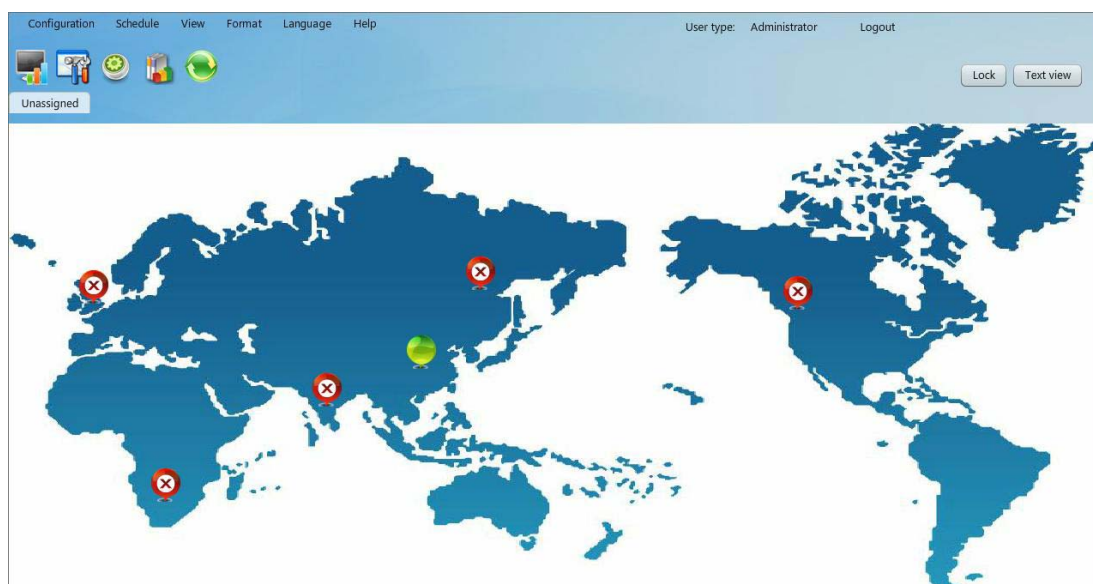 Configuration Schedule View Format Language Help User type: Administrator Logout
Lock Text view
Unassigned